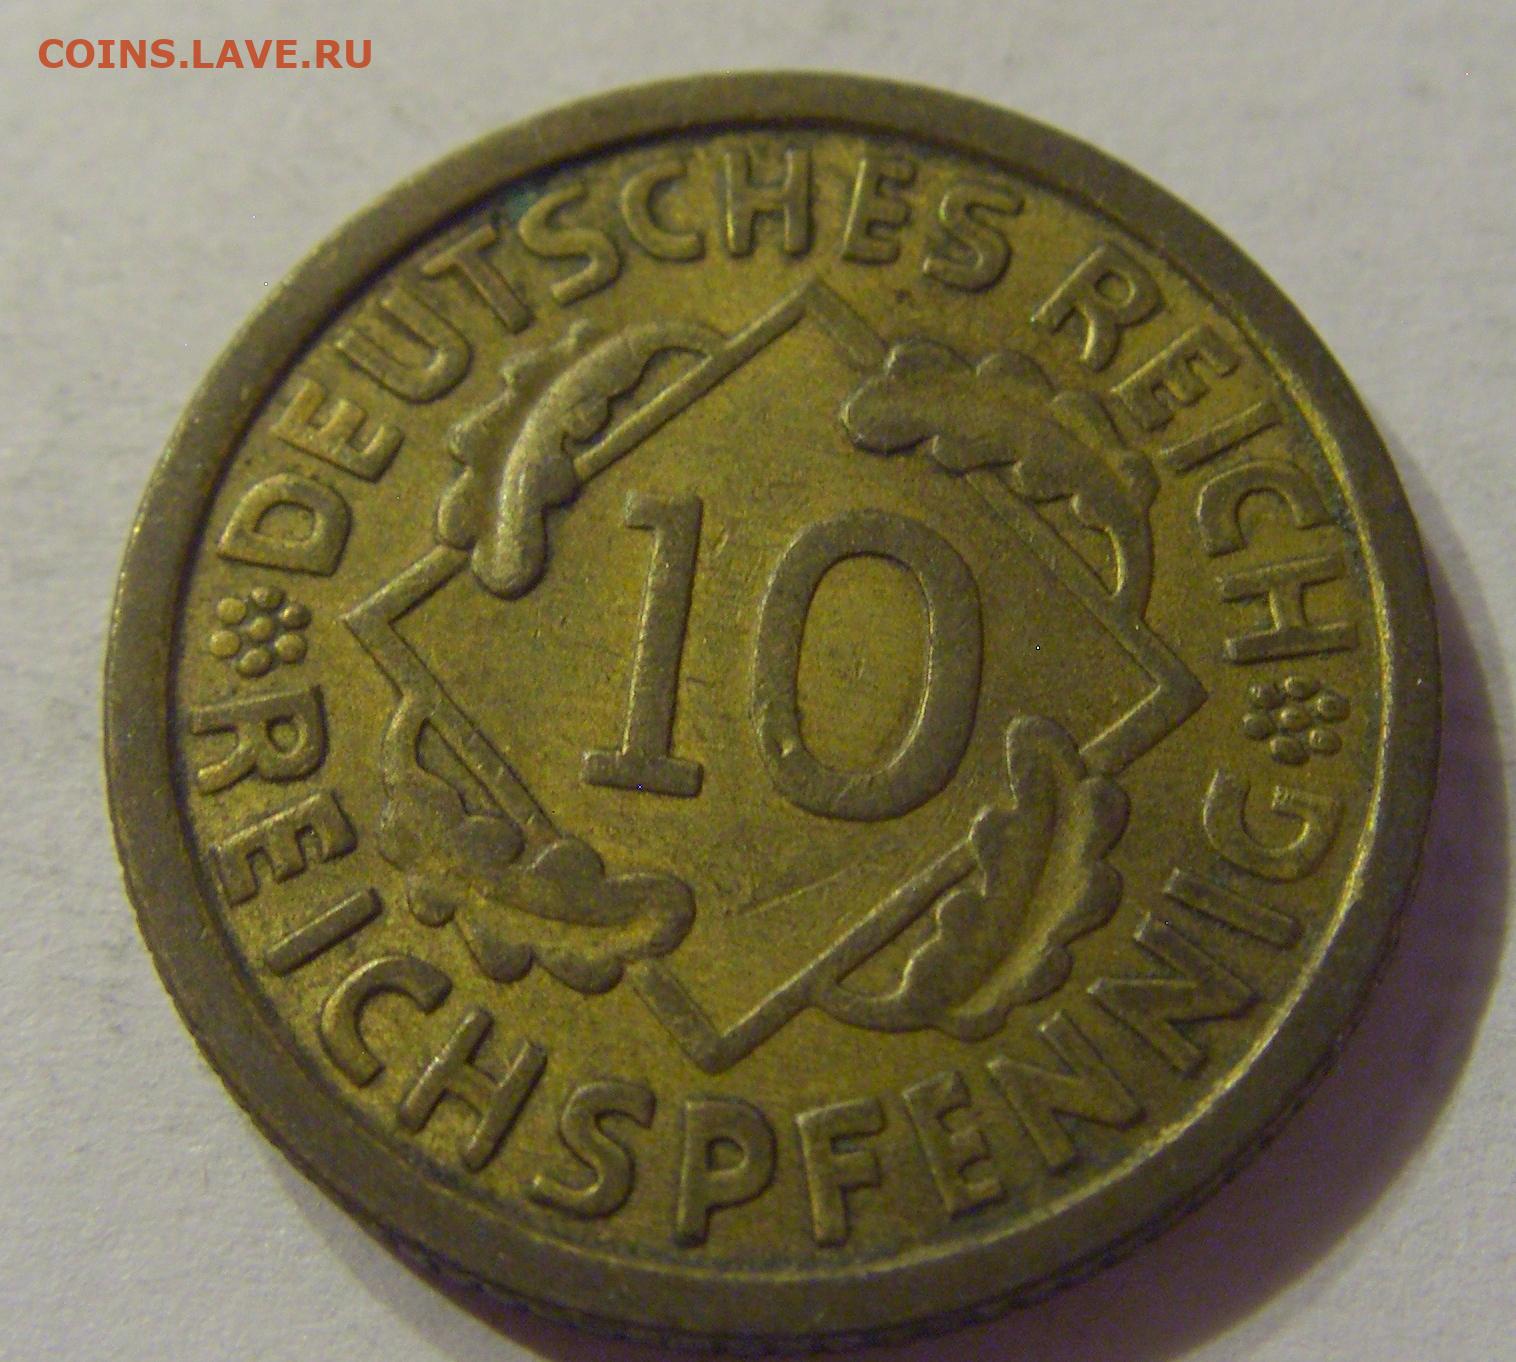 COINS.LAVE.RU
DEUTSCHES REICH
10
REICHSPFENNIG